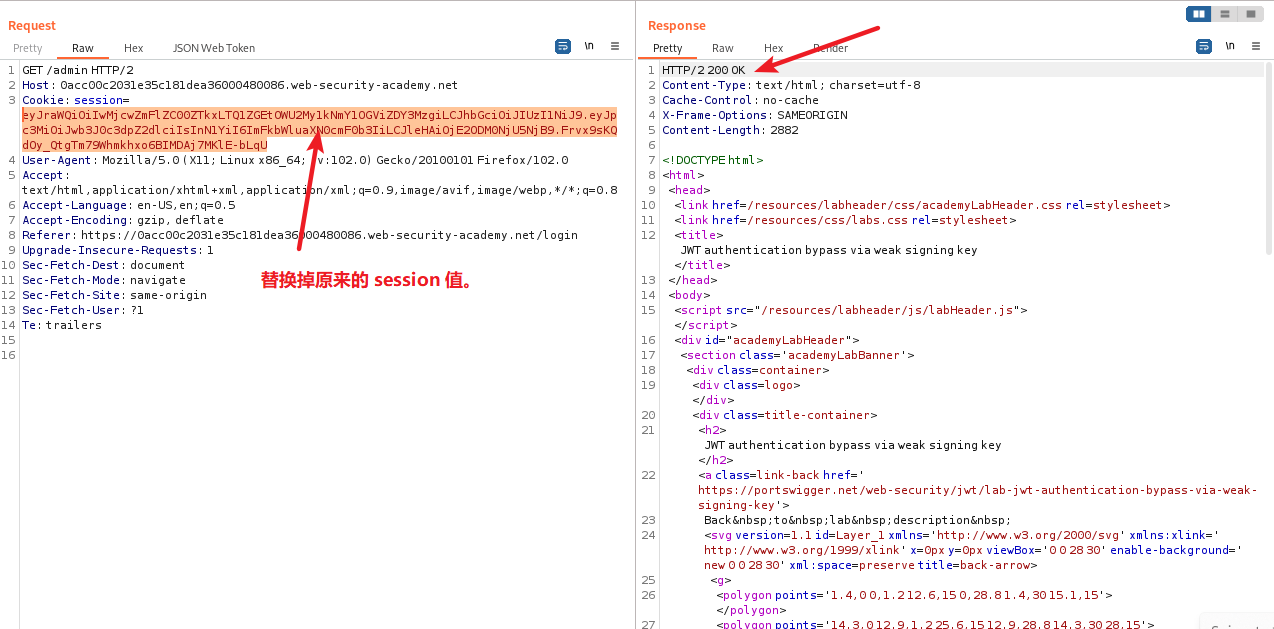 Request
Pretty Raw Hex JSON Web Token \n
1 GET /admin HTTP/2
2 Host: 0acc00c2031e35c181dea36000480086.web-security-academy.net
3 Cookie: session=
4 User-Agent: Mozilla/5.0 (X11; Linux x86_64; rv:102.0) Gecko/20100101 Firefox/102.0
5 Accept:
text/html,application/xhtml+xml,application/xml;q=0.9,image/avif,image/webp,*/*;q=0.8
6 Accept-Language: en-US,en;q=0.5
7 Accept-Encoding: gzip, deflate
8 Referer: https://0acc00c2031e35c181dea36000480086.web-security-academy.net/login
9 Upgrade-Insecure-Requests: 1
10 Sec-Fetch-Dest: document
11 Sec-Fetch-Mode: navigate
12 Sec-Fetch-Site: same-origin
13 Sec-Fetch-User: ?1
14 Te: trailers
15
16
替换掉原来的 session 值。
Response
Pretty Raw Hex Render \n
1 HTTP/2 200 OK
2 Content-Type: text/html; charset=utf-8
3 Cache-Control: no-cache
4 X-Frame-Options: SAMEORIGIN
5 Content-Length: 2882
6
7 <!DOCTYPE html>
8 <html>
9 <head>
10 <link href=/resources/labheader/css/academyLabHeader.css rel=stylesheet>
11 <link href=/resources/css/labs.css rel=stylesheet>
12 <title>
JWT authentication bypass via weak signing key
</title>
13 </head>
14 <body>
15 <script src="/resources/labheader/js/labHeader.js">
</script>
16 <div id="academyLabHeader">
17 <section class='academyLabBanner'>
18 <div class=container>
19 <div class=logo>
</div>
20 <div class=title-container>
21 <h2>
JWT authentication bypass via weak signing key
</h2>
22 <a class=link-back href='
https://portswigger.net/web-security/jwt/lab-jwt-authentication-bypass-via-weak-
signing-key'>
23 Back&nbsp;to&nbsp;lab&nbsp;description&nbsp;
24 <svg version=1.1 id=Layer_1 xmlns='http://www.w3.org/2000/svg' xmlns:xlink='
http://www.w3.org/1999/xlink' x=0px y=0px viewBox='0 0 28 30' enable-background='
new 0 0 28 30' xml:space=preserve title=back-arrow>
25 <g>
26 <polygon points='1.4,0 0,1.2 12.6,15 0,28.8 1.4,30 15.1,15'>
</polygon>
27 <polygon points='14.3,0 12.9,1.2 25.6,15 12.9,28.8 14.3,30 28,15'>